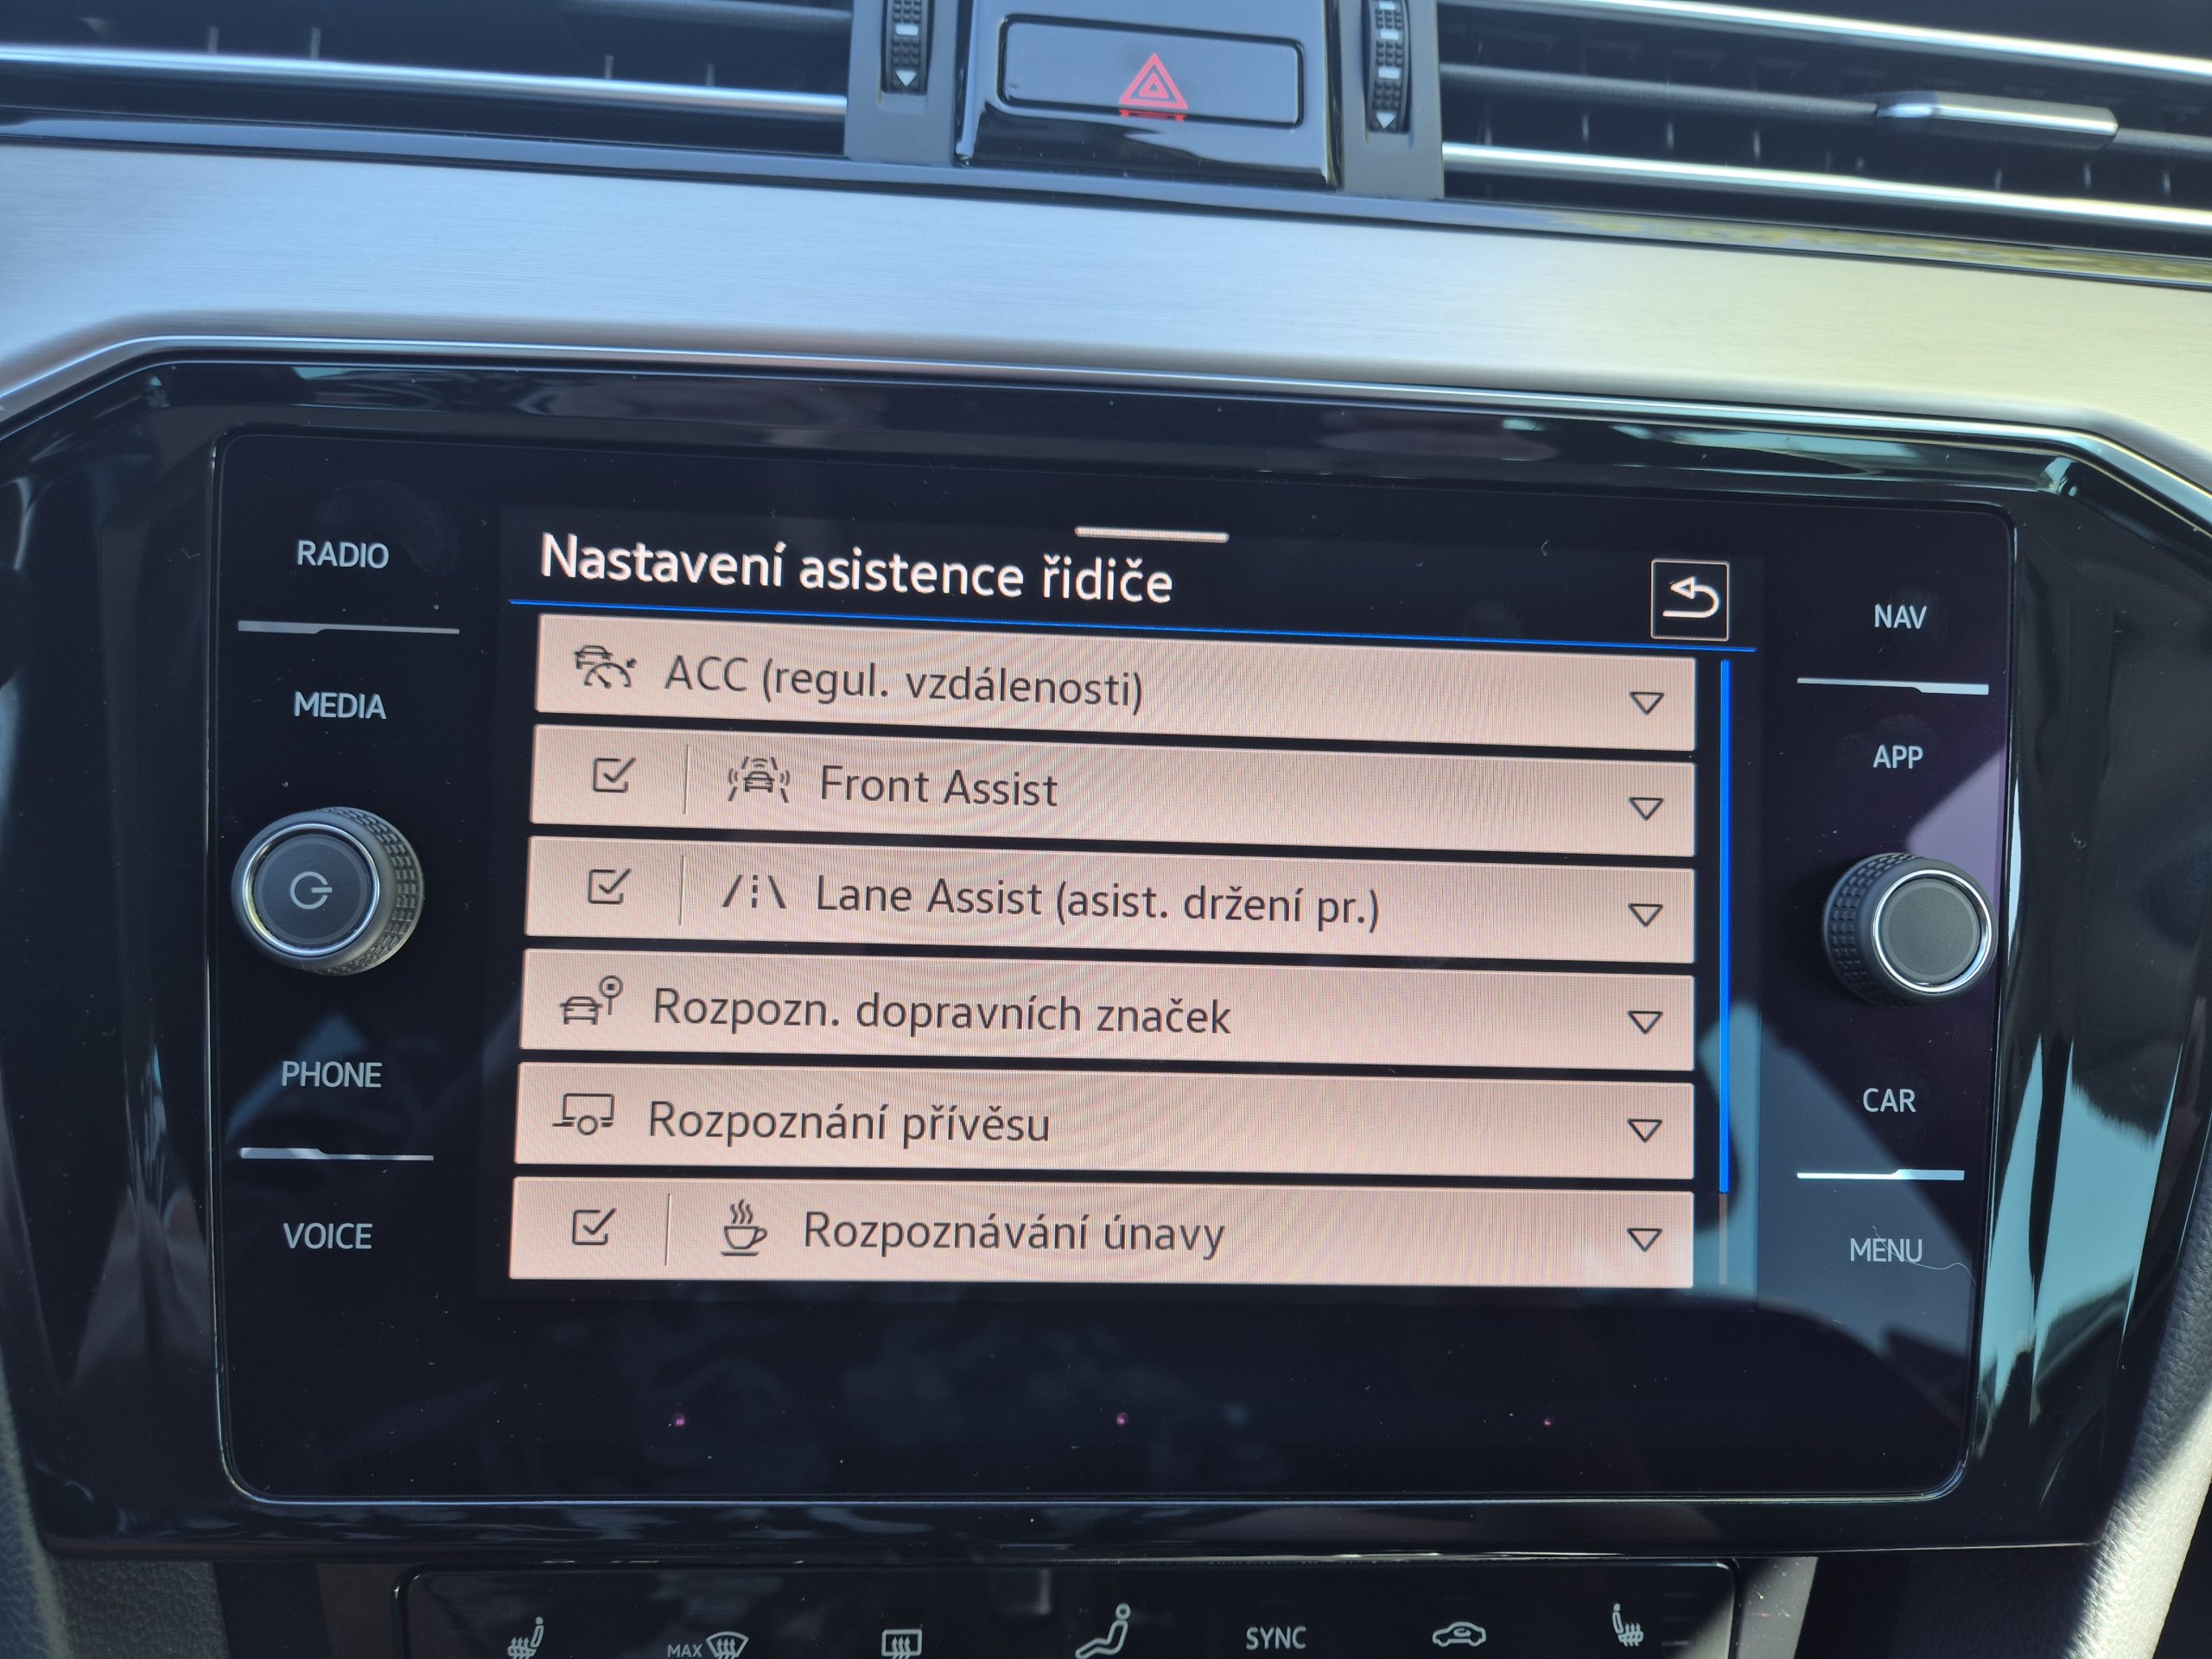 RADIO
MEDIA
PHONE
VOICE
Nastavení asistence řidiče
ACC (regul. vzdálenosti)
Front Assist
Lane Assist (asist. držení pr.)
Rozpozn. dopravních značek
Rozpoznání přívěsu
Rozpoznávání únavy
NAV
APP
CAR
MENU
MAX
SYNC